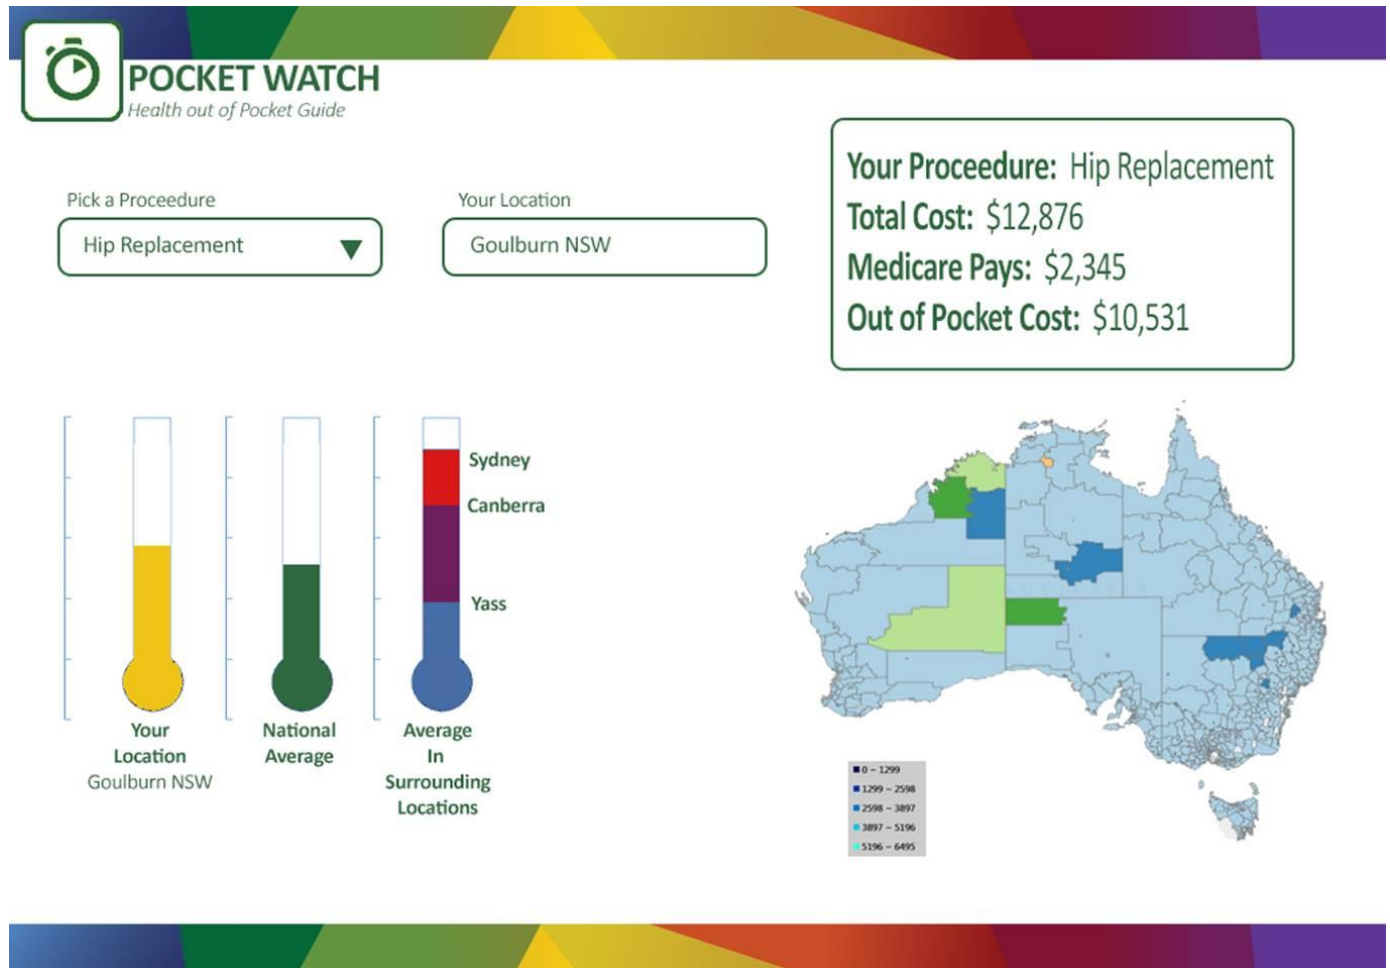 POCKET WATCH
Health out of Pocket Guide
Pick a Proceedure
Hip Replacement
Your Location
Goulburn NSW
Your Proceedure: Hip Replacement
Total Cost: $12,876
Medicare Pays: $2,345
Out of Pocket Cost: $10,531
Sydney
Canberra
Yass
Your
Location
Goulburn NSW
National
Average
Average
In
Surrounding
Locations
0 – 1299
1299 – 2598
2598 – 3897
3897 – 5196
5196 – 6495